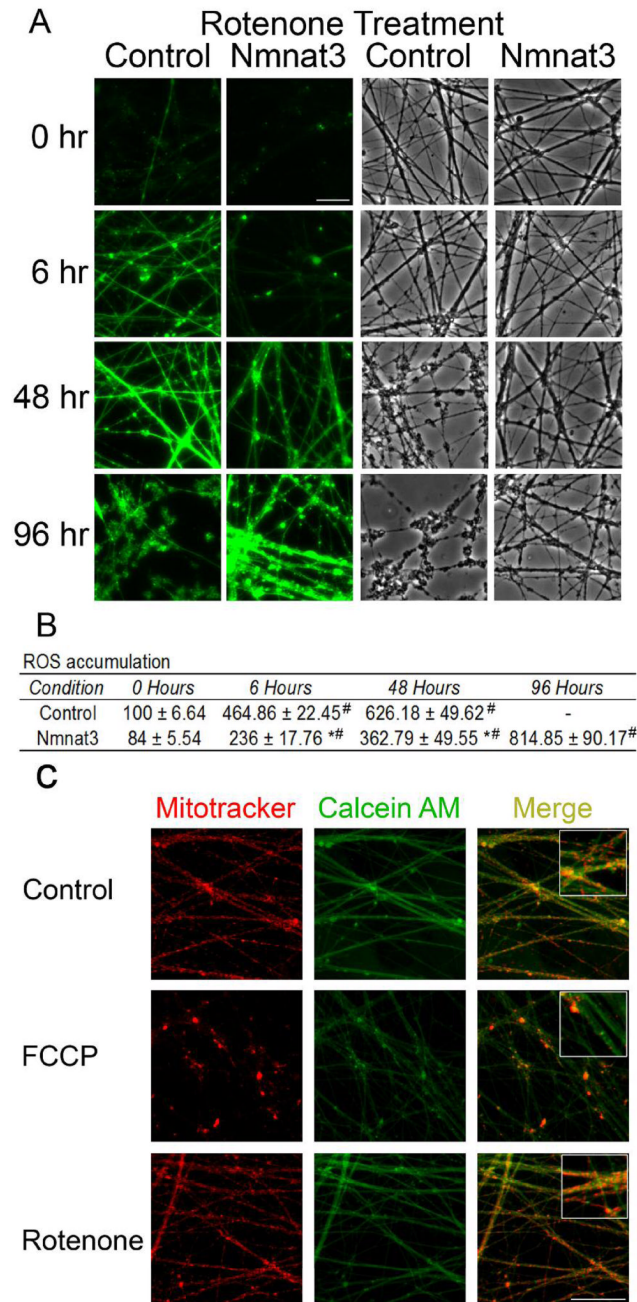 A
Rotenone Treatment
Control Nmnat3 Control Nmnat3
0 hr
6 hr
48 hr
96 hr
B
ROS accumulation
Condition 0 Hours 6 Hours 48 Hours 96 Hours
Control 100 ± 6.64 464.86 ± 22.45# 626.18 ± 49.62# -
Nmnat3 84 ± 5.54 236 ± 17.76 *# 362.79 ± 49.55 *# 814.85 ± 90.17#
C
Mitotracker Calcein AM Merge
Control
FCCP
Rotenone